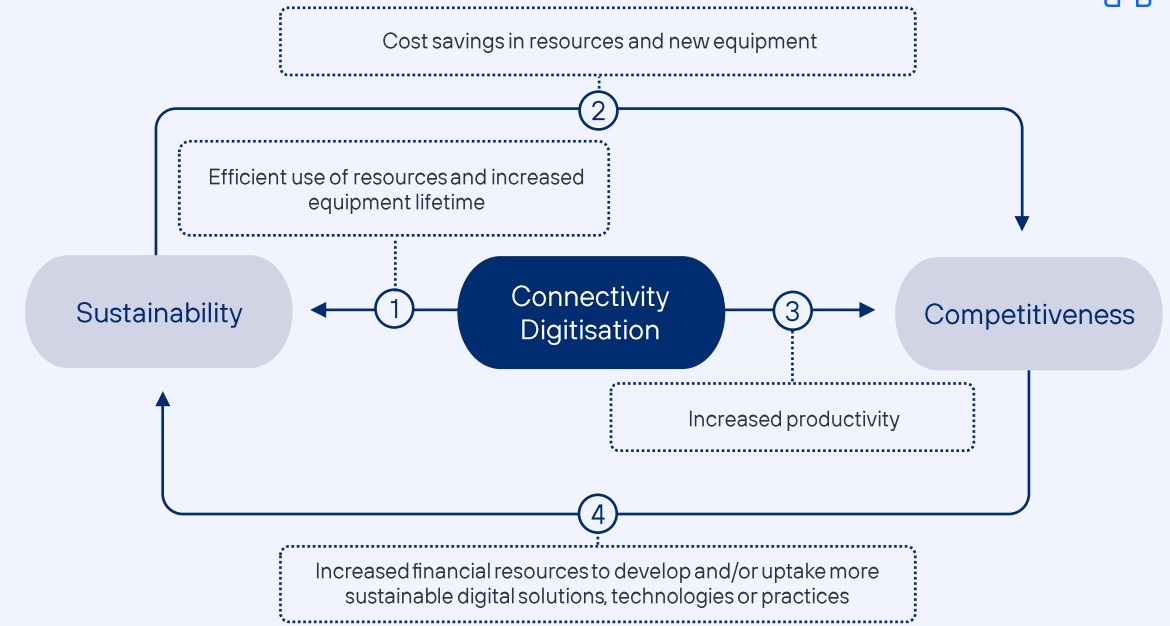 Cost savings in resources and new equipment
2
Efficient use of resources and increased
equipment lifetime
Sustainability
1
Connectivity
Digitisation
3
Competitiveness
Increased productivity
4
Increased financial resources to develop and/or uptake more
sustainable digital solutions, technologies or practices